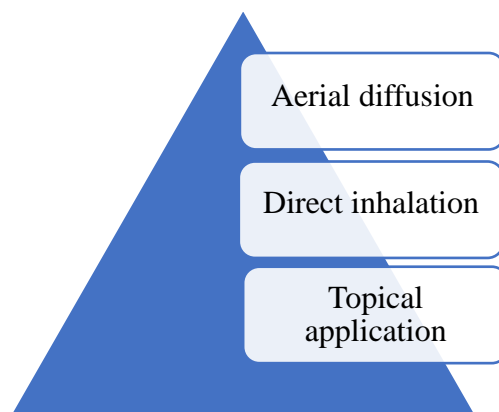 Aerial diffusion
Direct inhalation
Topical
application